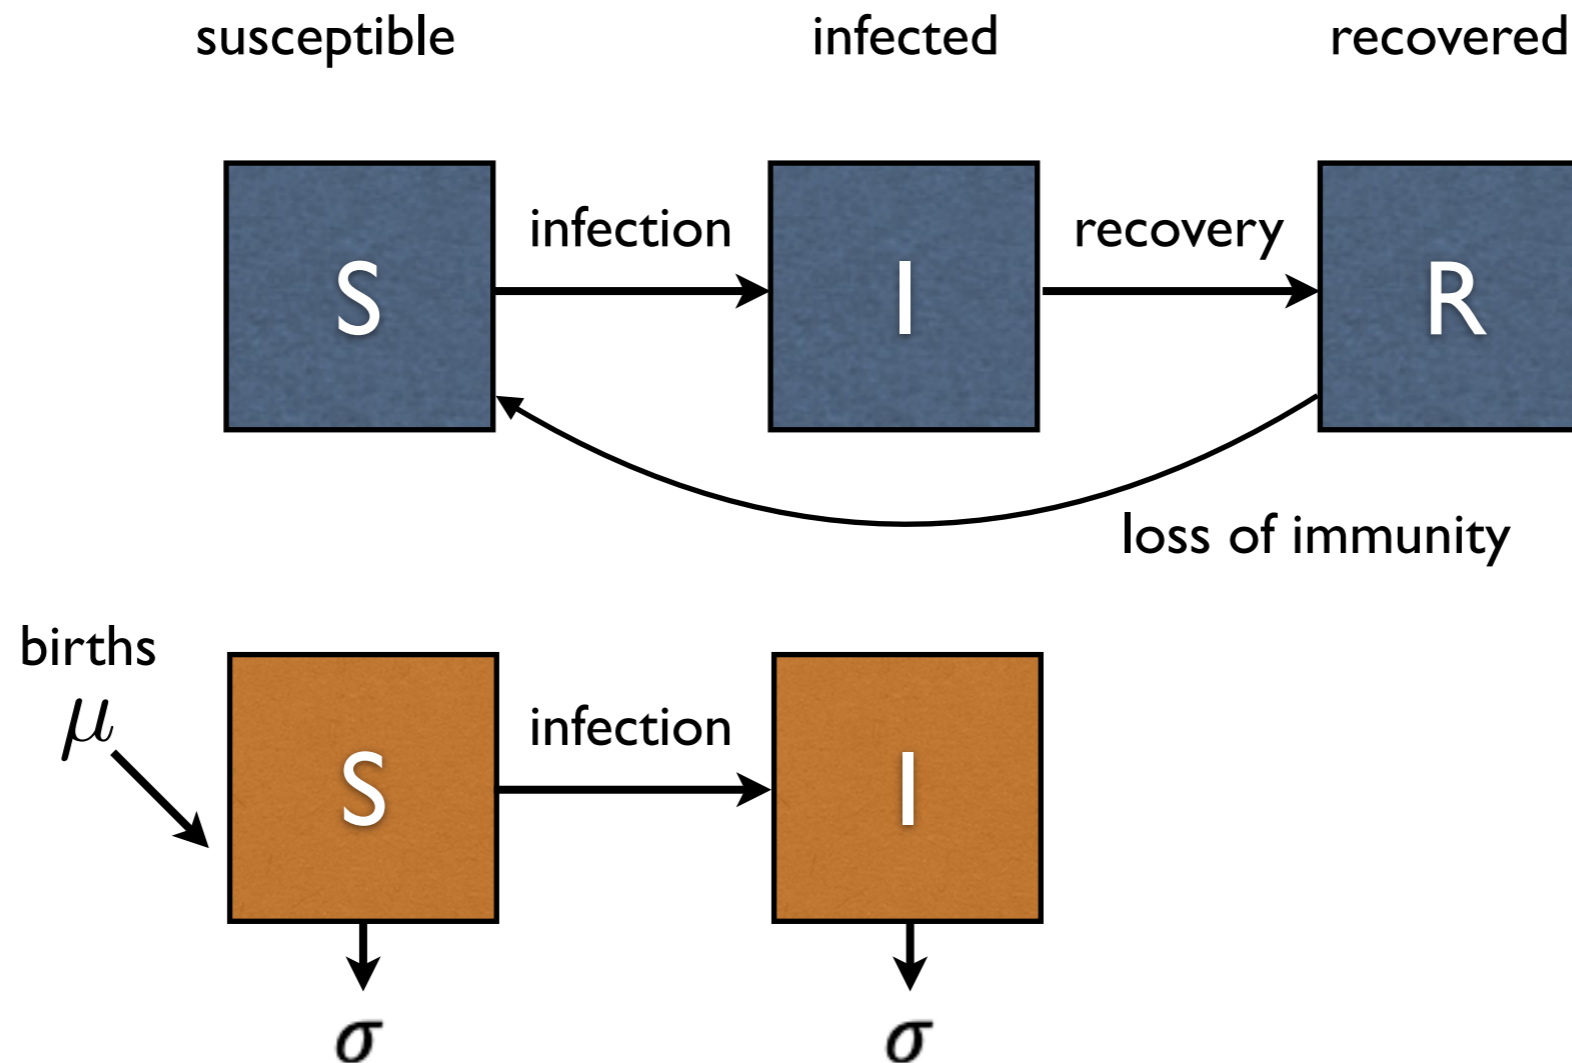 susceptible infected recovered
infection recovery
S I R
loss of immunity
births
μ
infection
S I
σ σ